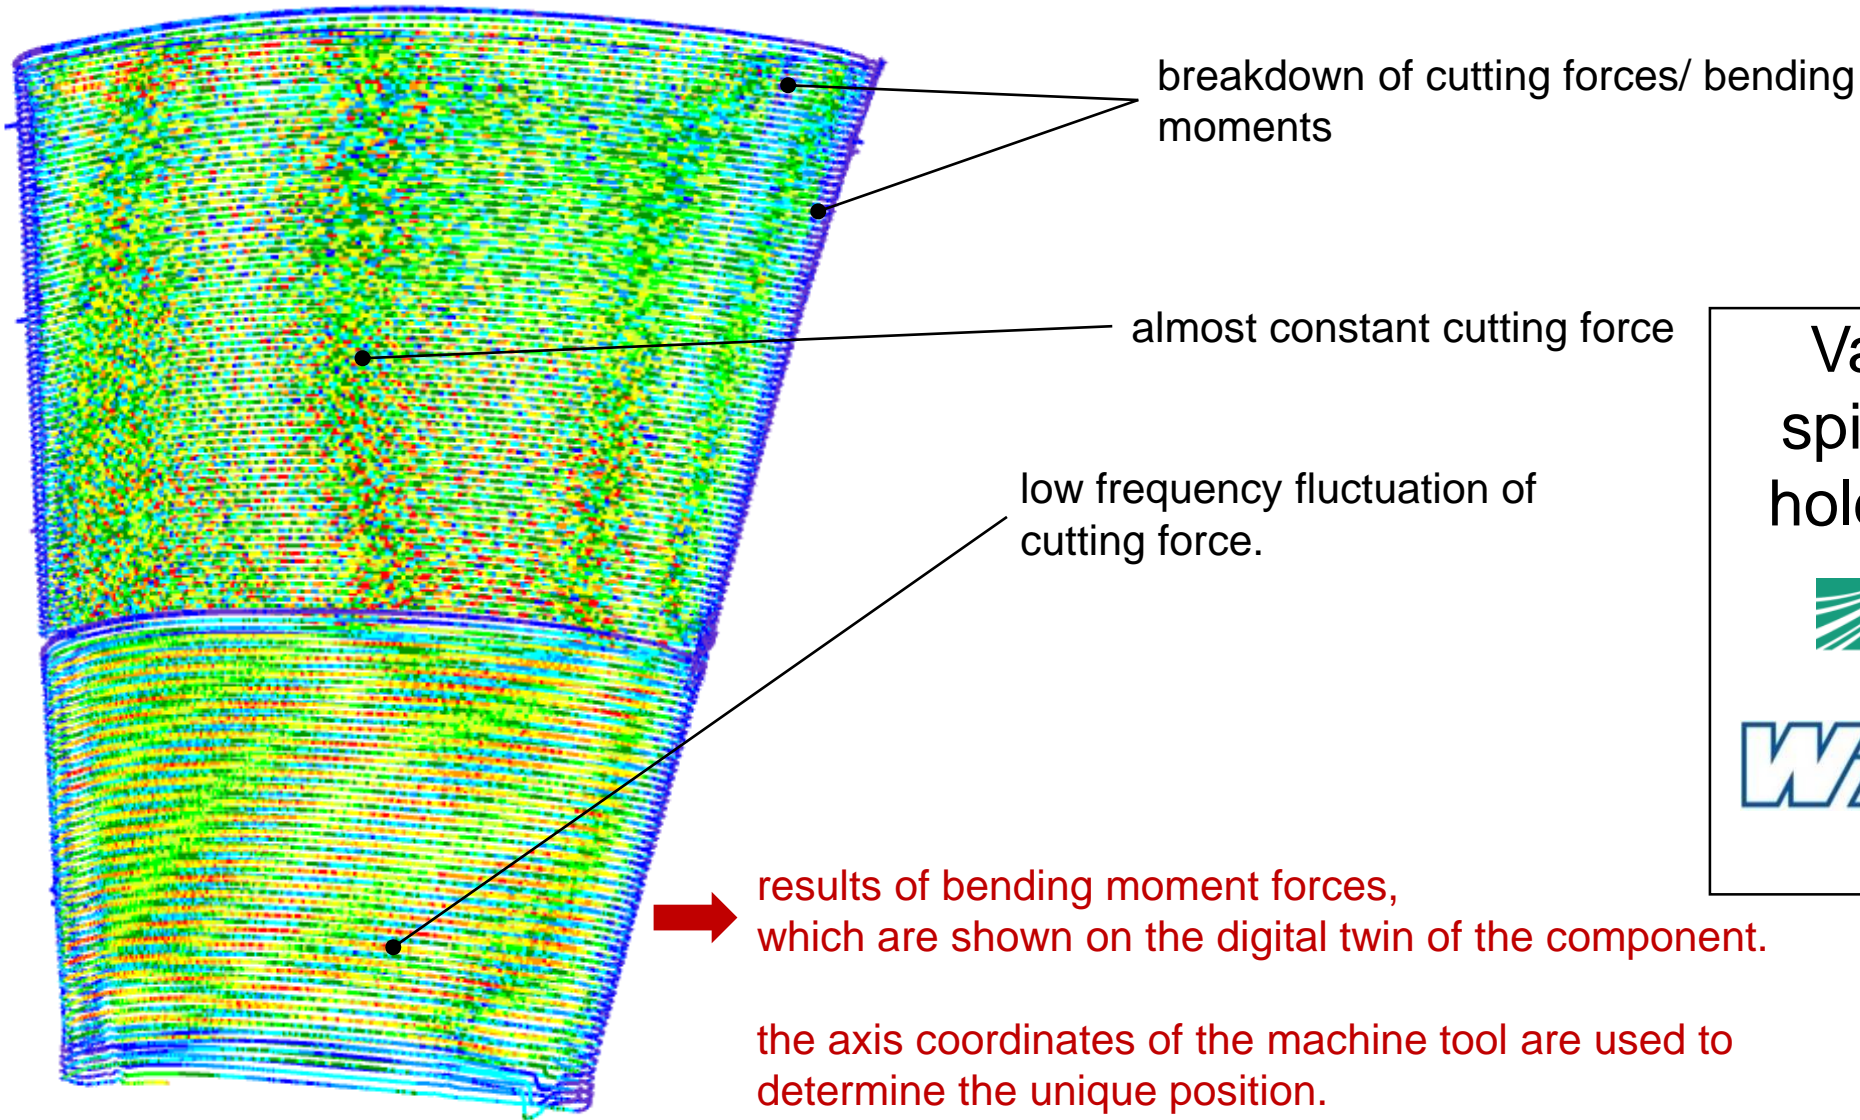 breakdown of cutting forces/ bending
moments
almost constant cutting force
low frequency fluctuation of
cutting force.
results of bending moment forces,
which are shown on the digital twin of the component.
the axis coordinates of the machine tool are used to
determine the unique position.